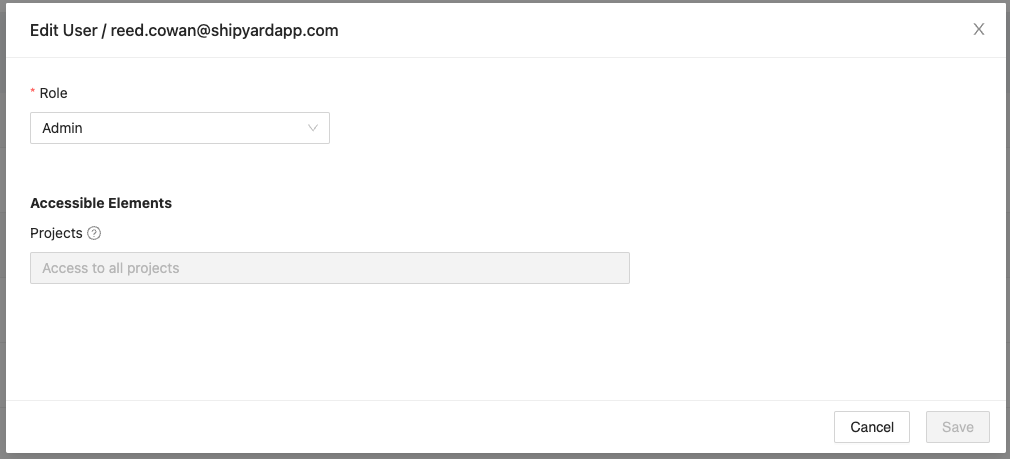 Edit User / reed.cowan@shipyardapp.com
* Role
Admin
Accessible Elements
Projects
Access to all projects
Cancel
Save